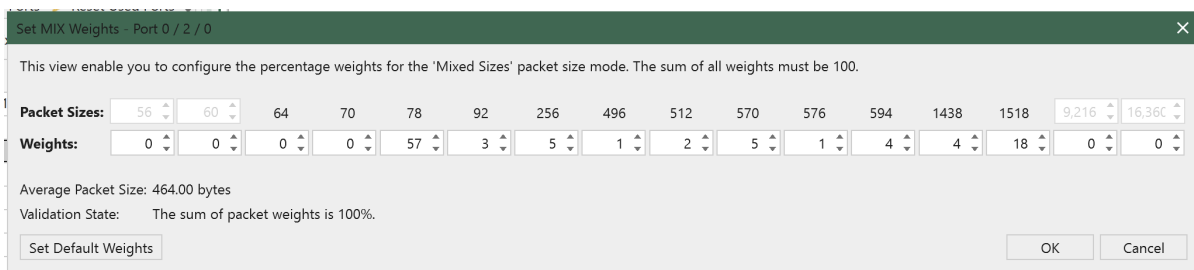 Set MIX Weights - Port 0 / 2 / 0
This view enable you to configure the percentage weights for the 'Mixed Sizes' packet size mode. The sum of all weights must be 100.
Packet Sizes: 56 60 64 70 78 92 256 496 512 570 576 594 1438 1518 9,216 16,360
Weights: 0 0 0 0 57 3 5 1 2 5 1 4 4 18 0 0
Average Packet Size: 464.00 bytes
Validation State: The sum of packet weights is 100%.
Set Default Weights OK Cancel